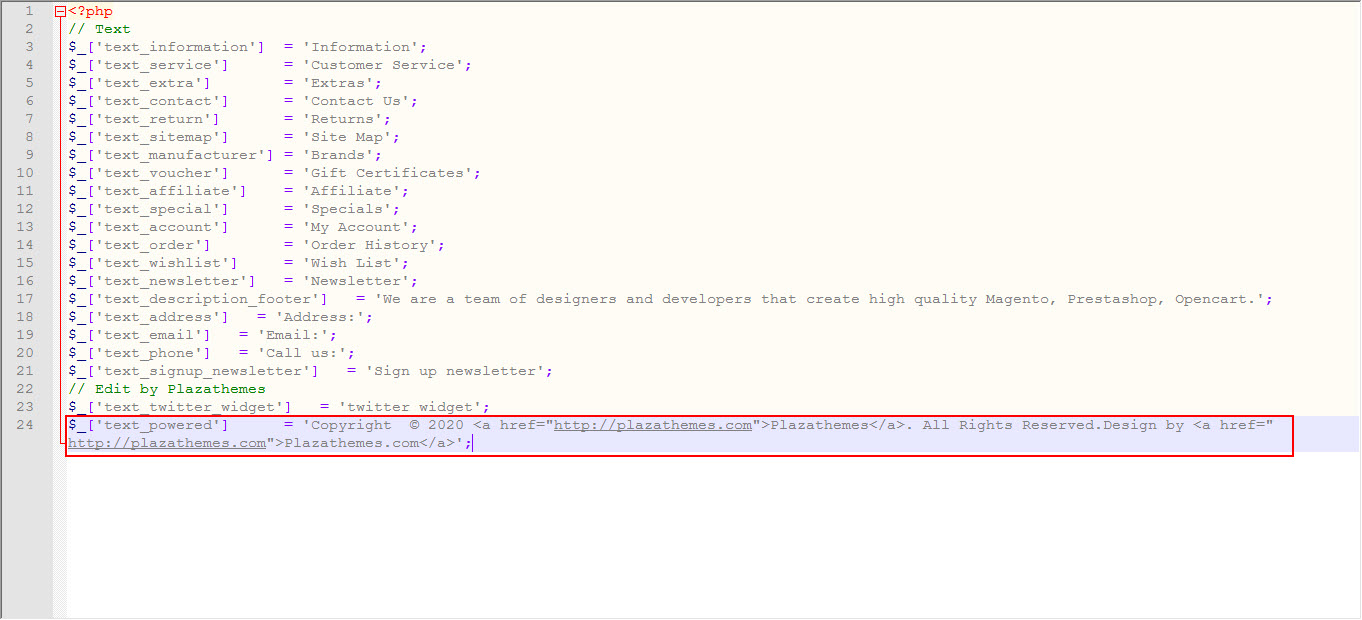 1 <?php
2 // Text
3 $_['text_information']  = 'Information';
4 $_['text_service']      = 'Customer Service';
5 $_['text_extra']        = 'Extras';
6 $_['text_contact']      = 'Contact Us';
7 $_['text_return']       = 'Returns';
8 $_['text_sitemap']      = 'Site Map';
9 $_['text_manufacturer'] = 'Brands';
10 $_['text_voucher']      = 'Gift Certificates';
11 $_['text_affiliate']    = 'Affiliate';
12 $_['text_special']      = 'Specials';
13 $_['text_account']      = 'My Account';
14 $_['text_order']        = 'Order History';
15 $_['text_wishlist']     = 'Wish List';
16 $_['text_newsletter']   = 'Newsletter';
17 $_['text_description_footer']   = 'We are a team of designers and developers that create high quality Magento, Prestashop, Opencart.';
18 $_['text_address']   = 'Address:';
19 $_['text_email']   = 'Email:';
20 $_['text_phone']   = 'Call us:';
21 $_['text_signup_newsletter']   = 'Sign up newsletter';
22 // Edit by Plazathemes
23 $_['text_twitter_widget']   = 'twitter widget';
24 $_['text_powered']      = 'Copyright  © 2020 <a href="http://plazathemes.com">Plazathemes</a>. All Rights Reserved.Design by <a href="
http://plazathemes.com">Plazathemes.com</a>';